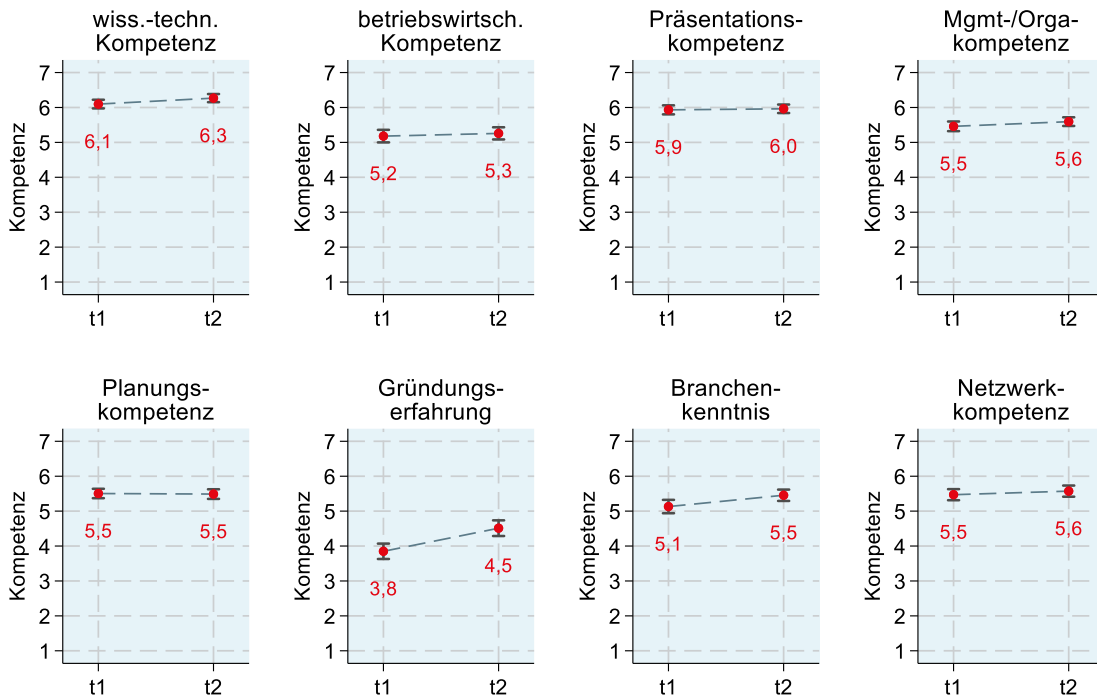 wiss.-techn.
Kompetenz
Kompetenz
7
6
5
4
3
2
1
6,1
6,3
t1
t2
betriebswirtsch.
Kompetenz
Kompetenz
7
6
5
4
3
2
1
5,2
5,3
t1
t2
Präsentations-
kompetenz
Kompetenz
7
6
5
4
3
2
1
5,9
6,0
t1
t2
Mgmt-/Orga-
kompetenz
Kompetenz
7
6
5
4
3
2
1
5,5
5,6
t1
t2
Planungs-
kompetenz
Kompetenz
7
6
5
4
3
2
1
5,5
5,5
t1
t2
Gründungs-
erfahrung
Kompetenz
7
6
5
4
3
2
1
3,8
4,5
t1
t2
Branchen-
kenntnis
Kompetenz
7
6
5
4
3
2
1
5,1
5,5
t1
t2
Netzwerk-
kompetenz
Kompetenz
7
6
5
4
3
2
1
5,5
5,6
t1
t2